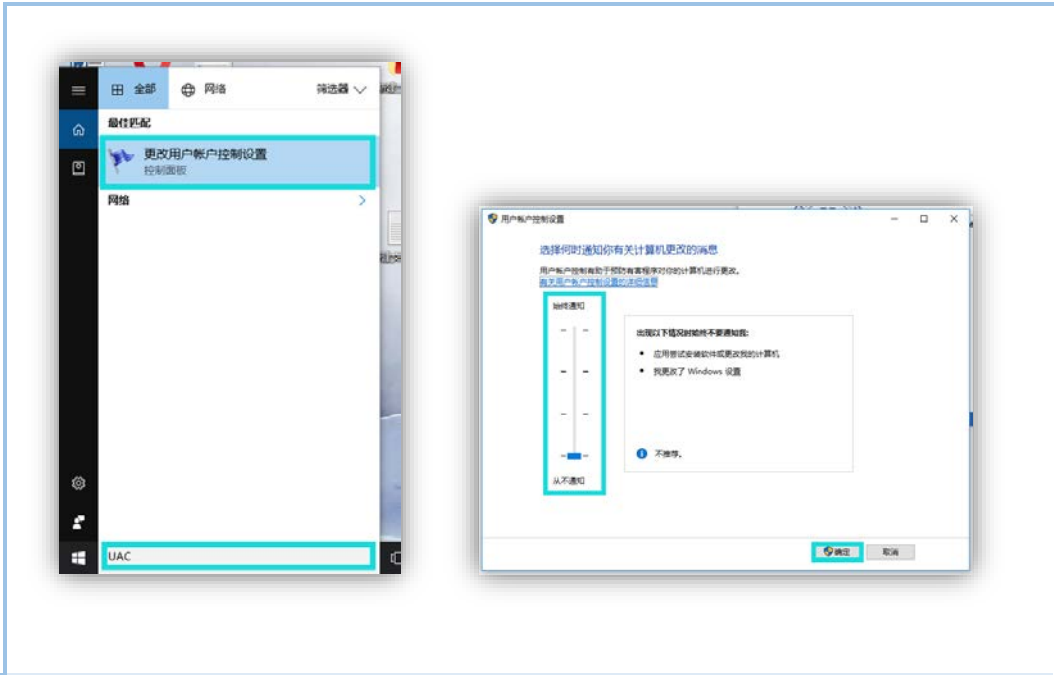 全部
网络
筛选器
最佳匹配
更改用户帐户控制设置
控制面板
网络
UAC
用户帐户控制设置
选择何时通知你有关计算机更改的消息
用户帐户控制有助于预防有害程序对你的计算机进行更改。
有关用户帐户控制设置的详细信息
始终通知
出现以下情况时始终不要通知我:
应用尝试安装软件或更改我的计算机
我更改了 Windows 设置
不推荐。
从不通知
确定
取消